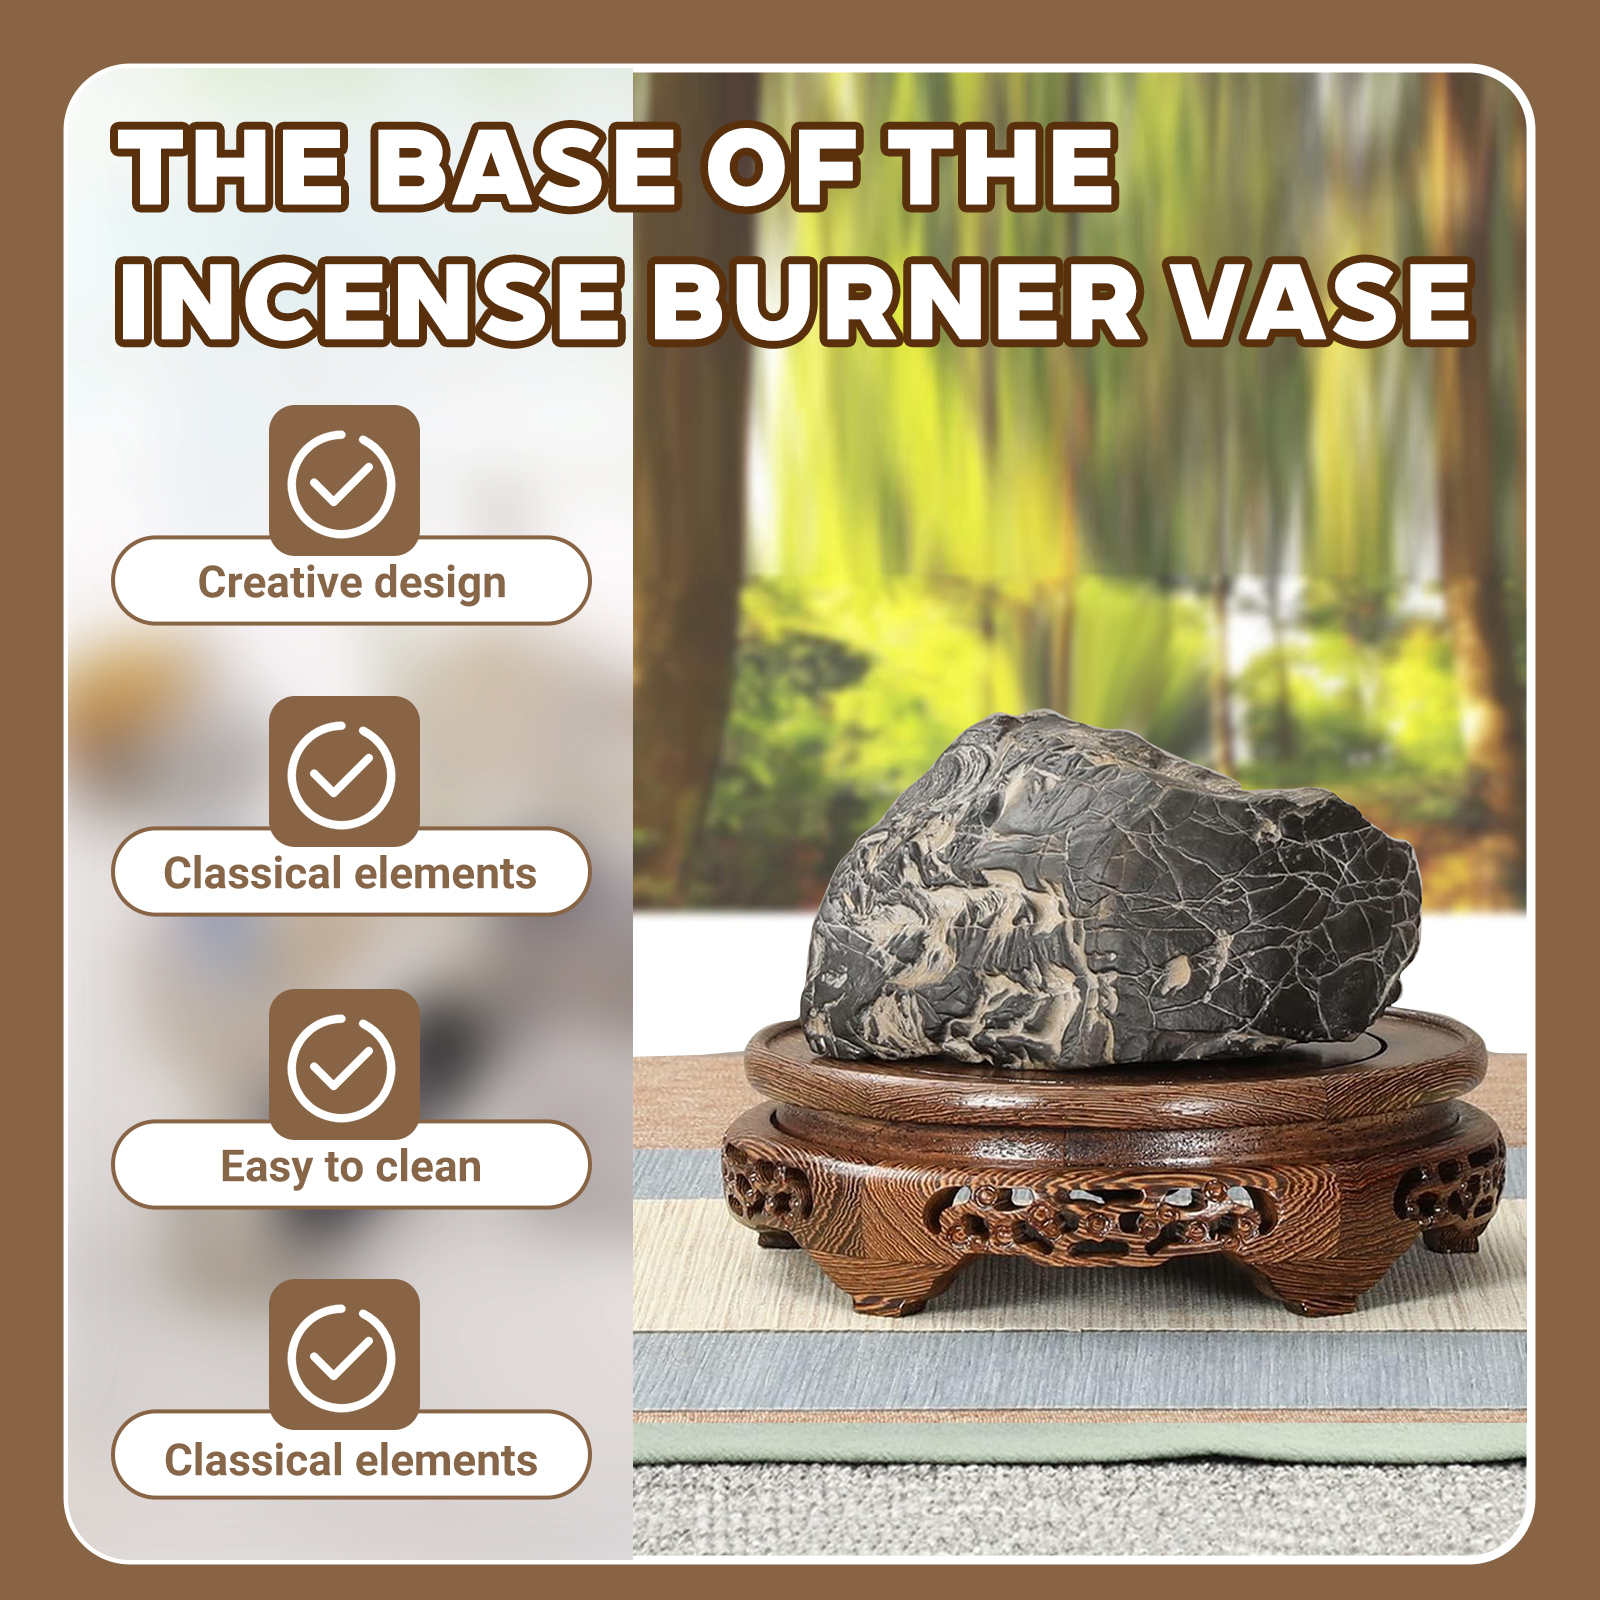 THE BASE OF THE
INCENSE BURNER VASE
Creative design
Classical elements
Easy to clean
Classical elements